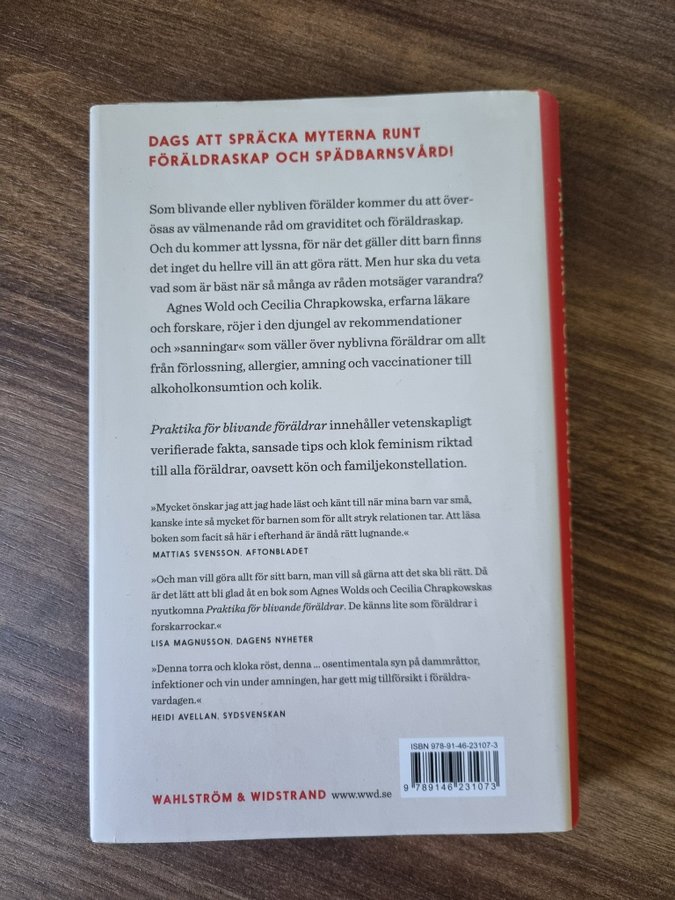 DAGS ATT SPRÄCKA MYTERNA RUNT
FÖRÄLDRASKAP OCH SPÄDBARNSVÅRD!
Som blivande eller nybliven förälder kommer du att över-
ösas av välmenande råd om graviditet och föräldraskap.
Och du kommer att lyssna, för när det gäller ditt barn finns
det inget du hellre vill än att göra rätt. Men hur ska du veta
vad som är bäst när så många av råden motsäger varandra?
Agnes Wold och Cecilia Chrapkowska, erfarna läkare
och forskare, röjer i den djungel av rekommendationer
och »sanningar« som väller över nyblivna föräldrar om allt
från förlossning, allergier, amning och vaccinationer till
alkoholkonsumtion och kolik.
Praktika för blivande föräldrar innehåller vetenskapligt
verifierade fakta, sansade tips och klok feminism riktad
till alla föräldrar, oavsett kön och familjekonstellation.
»Mycket önskar jag att jag hade läst och känt till när mina barn var små,
kanske inte så mycket för barnen som för allt stryk relationen tar. Att läsa
boken som facit så här i efterhand är ändå rätt lugnande.«
MATTIAS SVENSSON, AFTONBLADET
»Och man vill göra allt för sitt barn, man vill så gärna att det ska bli rätt. Då
är det lätt att bli glad åt en bok som Agnes Wolds och Cecilia Chrapkowskas
nyutkomna Praktika för blivande föräldrar. De känns lite som föräldrar i
forskarrockar.«
LISA MAGNUSSON, DAGENS NYHETER
»Denna torra och kloka röst, denna ... osentimentala syn på dammråttor,
infektioner och vin under amningen, har gett mig tillförsikt i föräldra-
vardagen.«
HEIDI AVELLAN, SYDSVENSKAN
ISBN 978-91-46-23107-3
9 789146 231073
WAHLSTRÖM & WIDSTRAND www.wwd.se